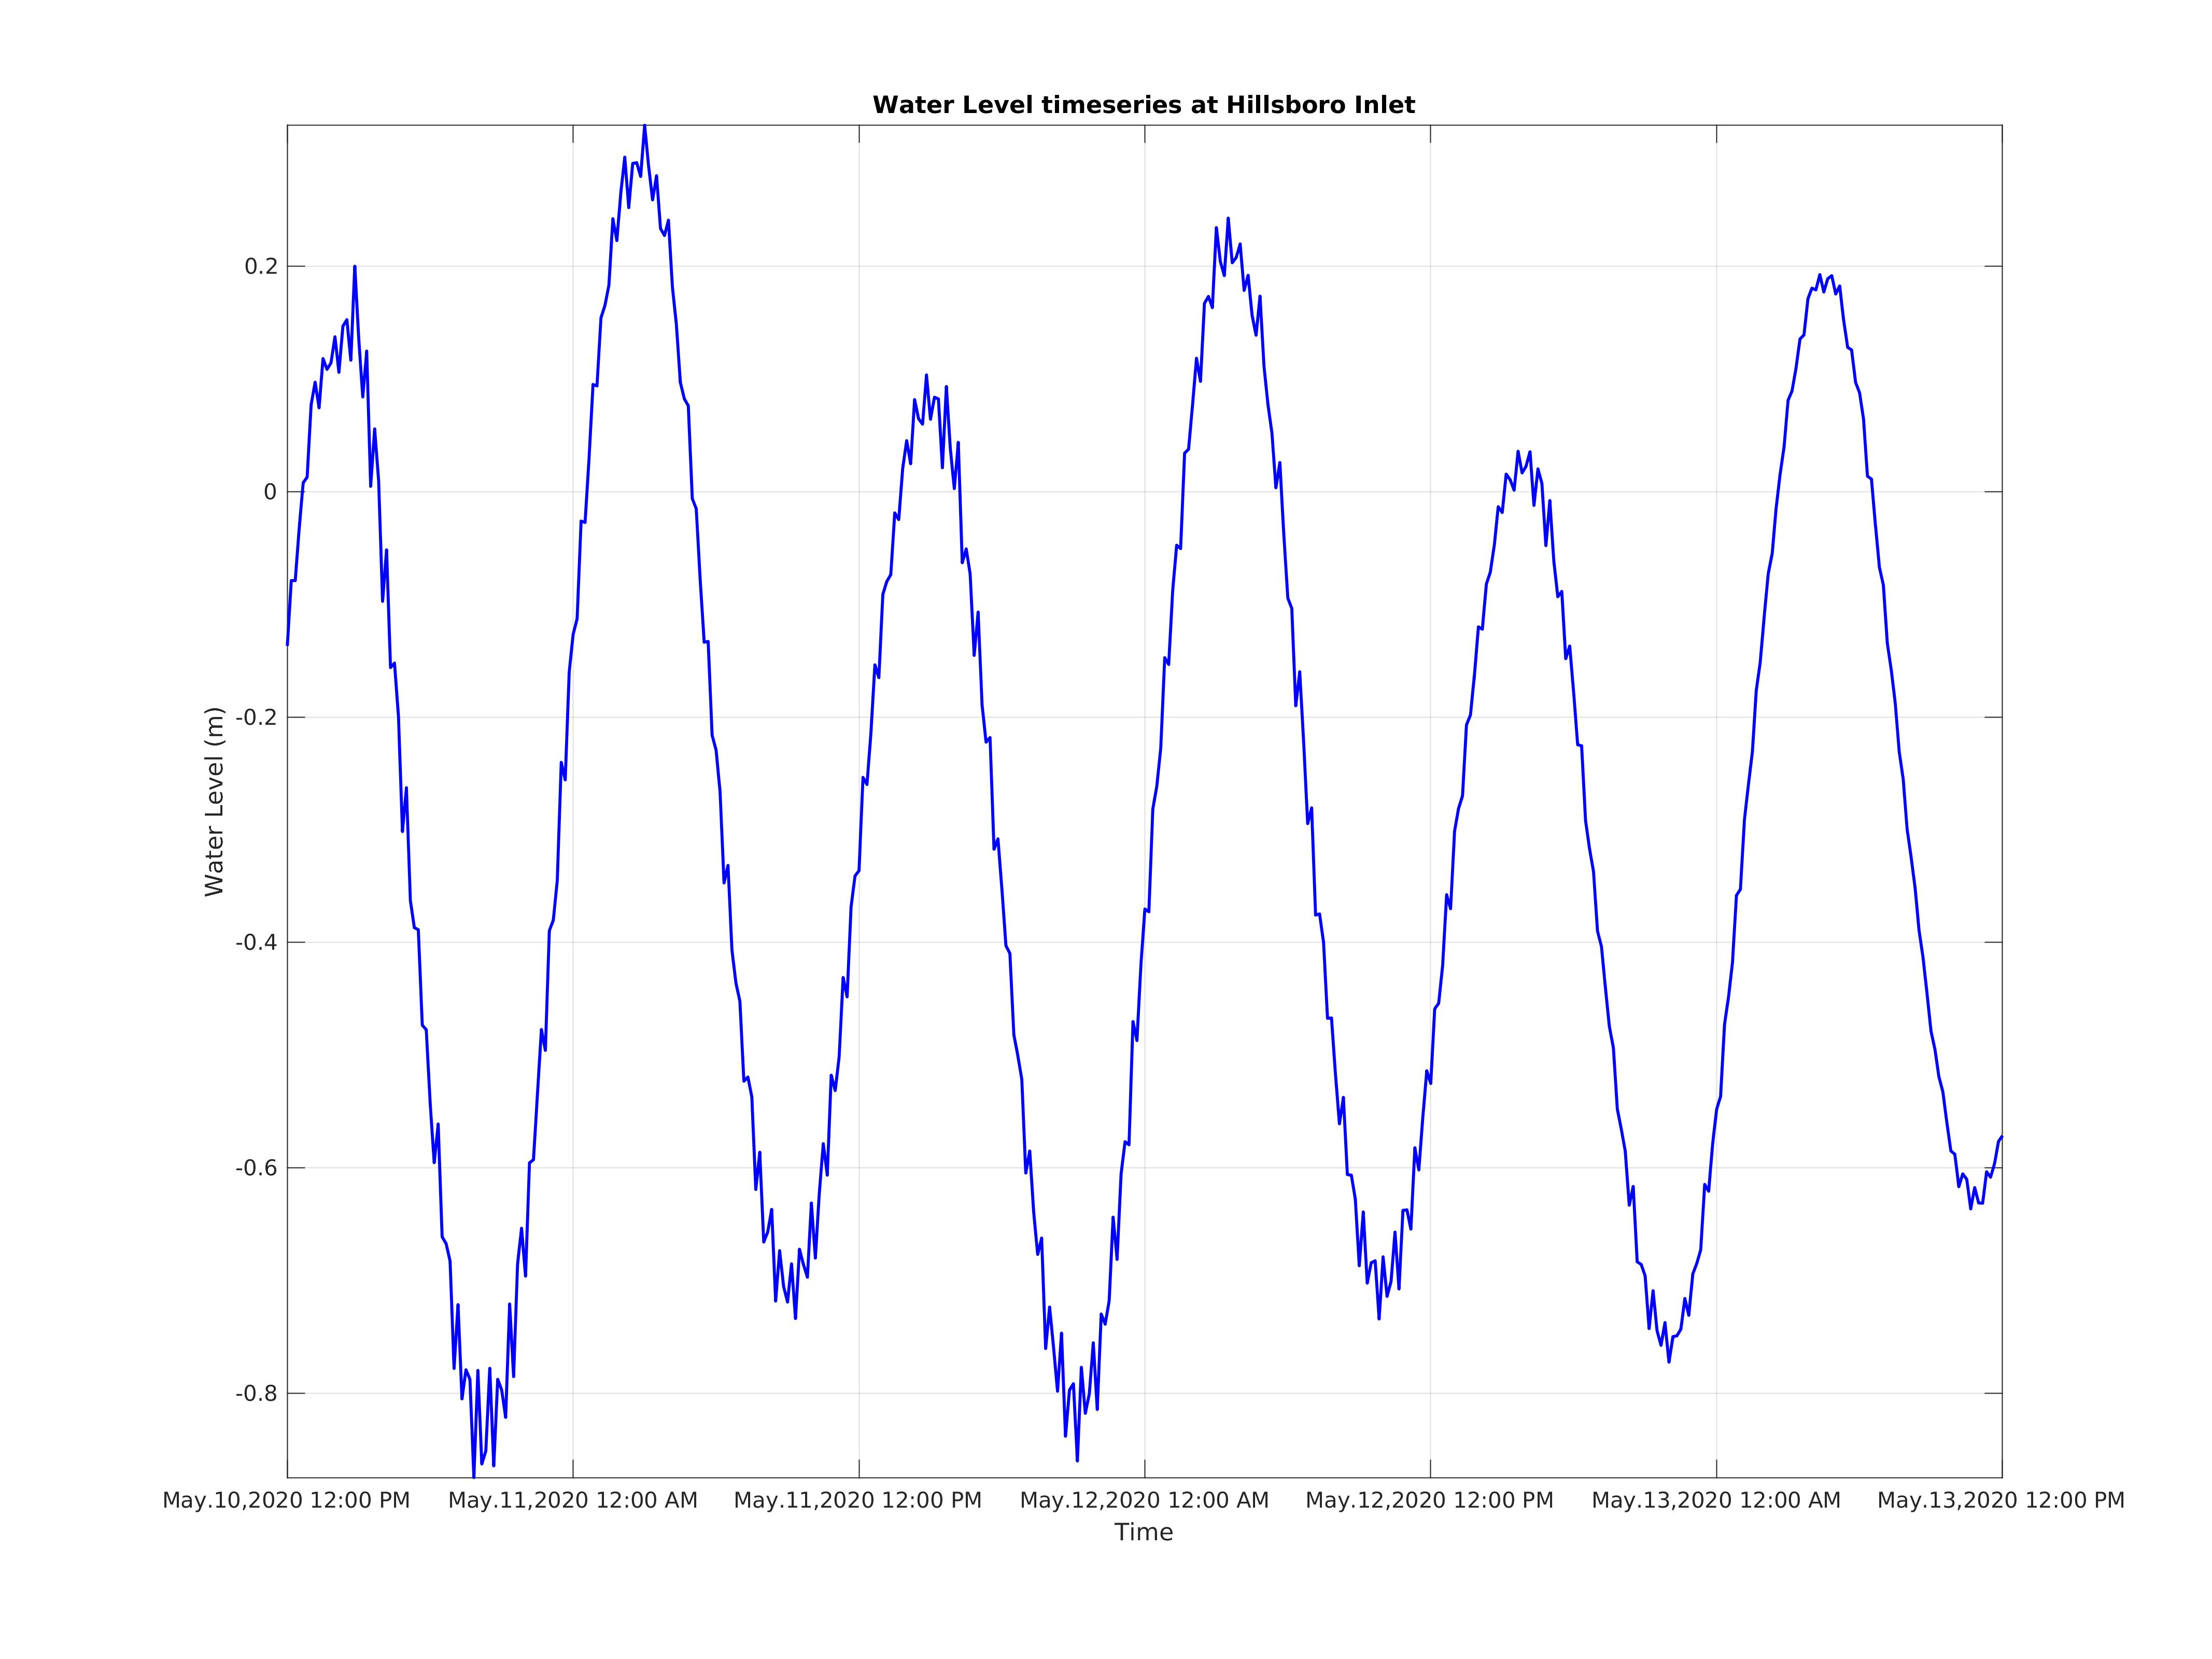 Water Level timeseries at Hillsboro Inlet
0.2
0
-0.2
-0.4
-0.6
-0.8
Water Level (m)
May.10,2020 12:00 PM
May.11,2020 12:00 AM
May.11,2020 12:00 PM
May.12,2020 12:00 AM
May.12,2020 12:00 PM
May.13,2020 12:00 AM
May.13,2020 12:00 PM
Time